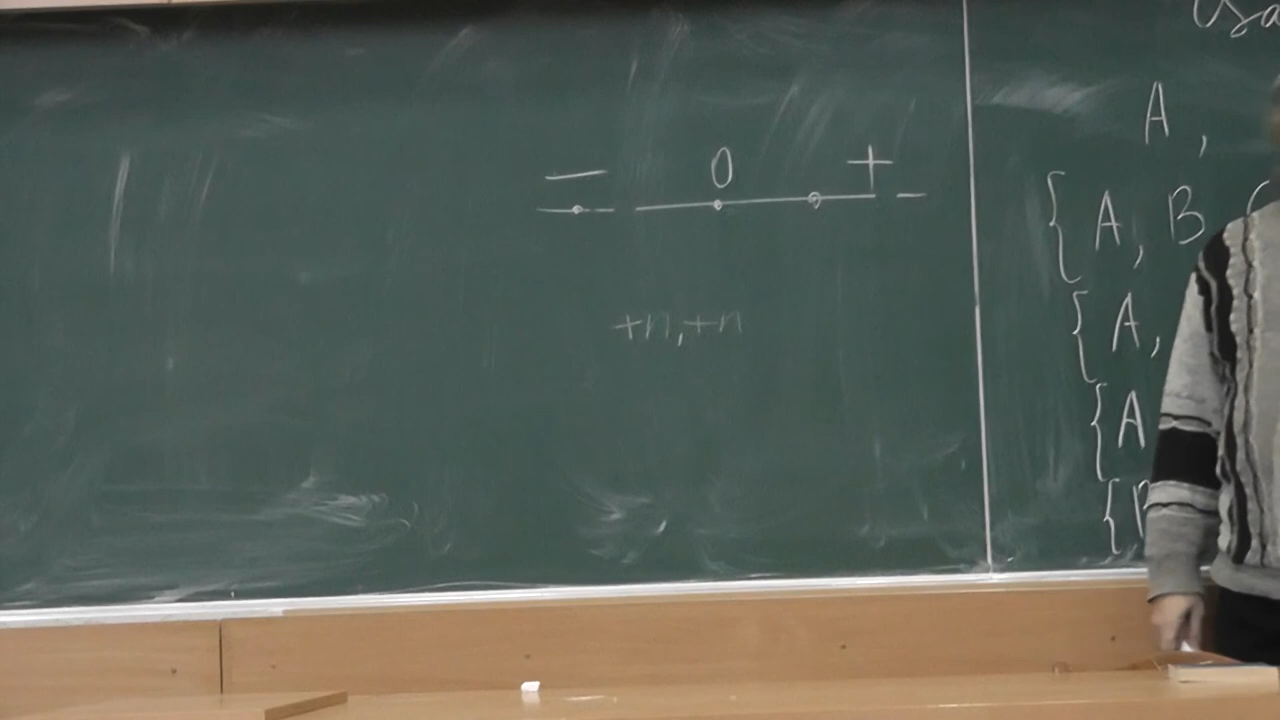 — 0 +
+n,+n
A ,
{ A, B
{ A,
{ A
{